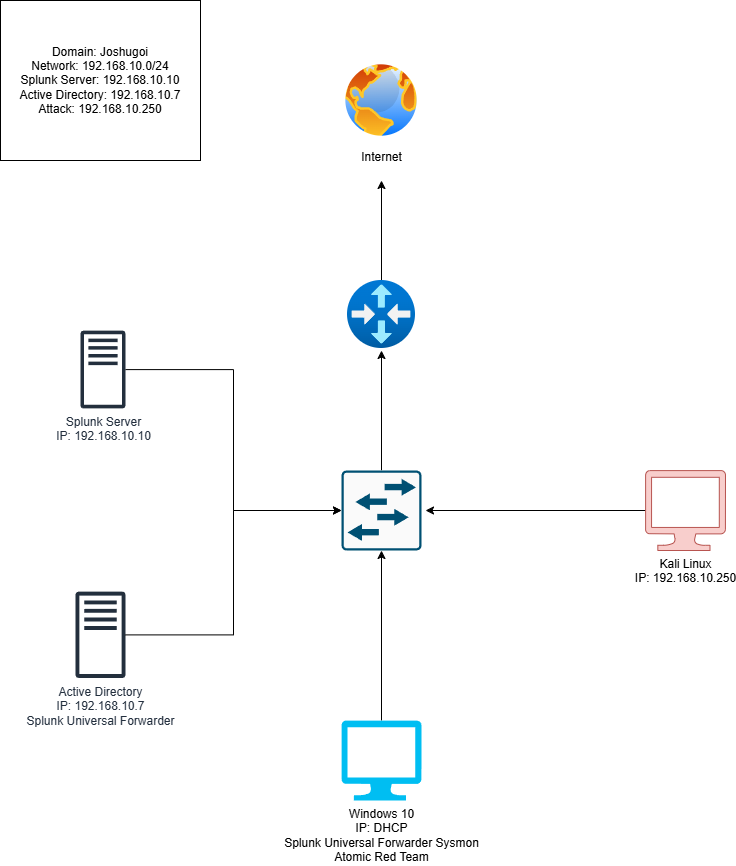 Domain: Joshugoi
Network: 192.168.10.0/24
Splunk Server: 192.168.10.10
Active Directory: 192.168.10.7
Attack: 192.168.10.250
Internet
Splunk Server
IP: 192.168.10.10
Kali Linux
IP: 192.168.10.250
Active Directory
IP: 192.168.10.7
Splunk Universal Forwarder
Windows 10
IP: DHCP
Splunk Universal Forwarder Sysmon
Atomic Red Team